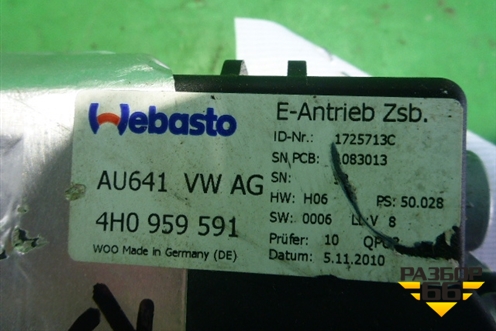 Webasto
E-Antrieb Zsb.
ID-Nr.: 1725713C
SN PCB: 083013
SN:
AU641 VW AG
HW: H06 PS: 50.028
4H0 959 591
SW: 0006 8
Prüfer: 10
WOO Made in Germany (DE)
Datum: 5.11.2010
РАЗБОР
66